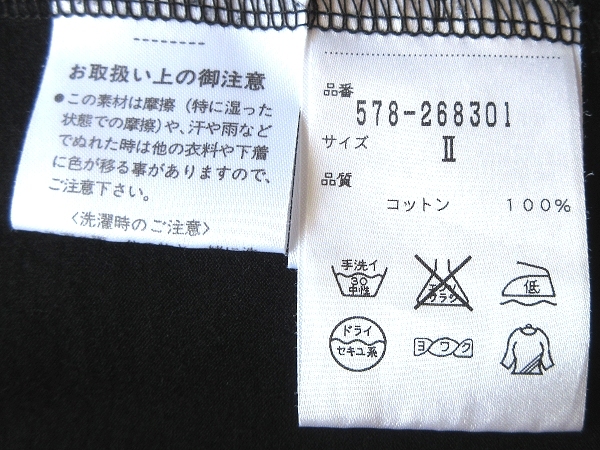 お取扱い上の御注意
●この素材は摩擦（特に湿った
状態での摩擦）や、汗や雨など
でぬれた時は他の衣料や下着
に色が移る事がありますので、
ご注意下さい。
〈洗濯時のご注意〉
品番
578-268301
サイズ
II
品質
コットン 100%
手洗イ
30
中性
エンソ
サラシ
低
ドライ
セキユ系
ヨワク